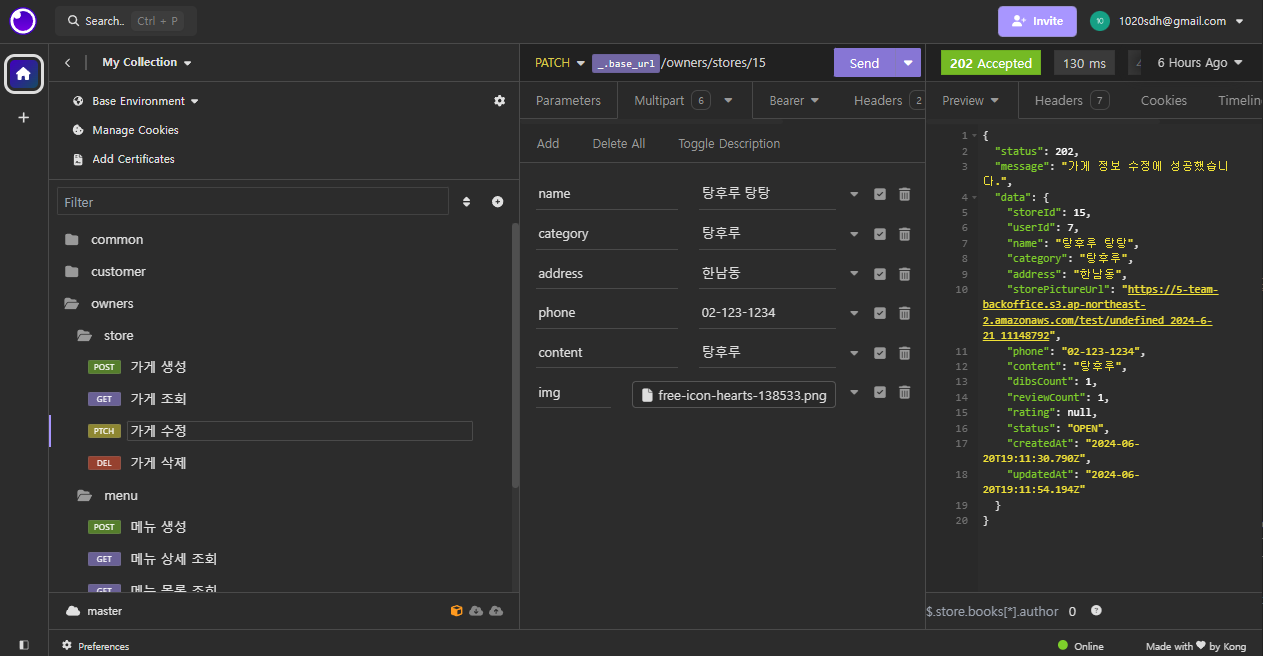 Search.. Ctrl + P
Invite
10 1020sdh@gmail.com
My Collection
Base Environment
Manage Cookies
Add Certificates
Filter
common
customer
owners
store
POST 가게 생성
GET 가게 조회
PTCH 가게 수정
DEL 가게 삭제
menu
POST 메뉴 생성
GET 메뉴 상세 조회
GET 메뉴 목록 조회
master
Preferences
PATCH _.base_url/owners/stores/15 Send
Parameters Multipart 6 Bearer Headers 2
Add Delete All Toggle Description
name 탕후루 탕탕
category 탕후루
address 한남동
phone 02-123-1234
content 탕후루
img free-icon-hearts-138533.png
202 Accepted 130 ms 6 Hours Ago
Preview Headers 7 Cookies Timelin
1 {
2 "status": 202,
3 "message": "가게 정보 수정에 성공했습니
다.",
4 "data": {
5 "storeId": 15,
6 "userId": 7,
7 "name": "탕후루 탕탕",
8 "category": "탕후루",
9 "address": "한남동",
10 "storePictureUrl": "https://5-team-
backoffice.s3.ap-northeast-
2.amazonaws.com/test/undefined_2024-6-
21_11148792",
11 "phone": "02-123-1234",
12 "content": "탕후루",
13 "dibsCount": 1,
14 "reviewCount": 1,
15 "rating": null,
16 "status": "OPEN",
17 "createdAt": "2024-06-
20T19:11:30.790Z",
18 "updatedAt": "2024-06-
20T19:11:54.194Z"
19 }
20 }
$.store.books[*].author 0
Online
Made with by Kong